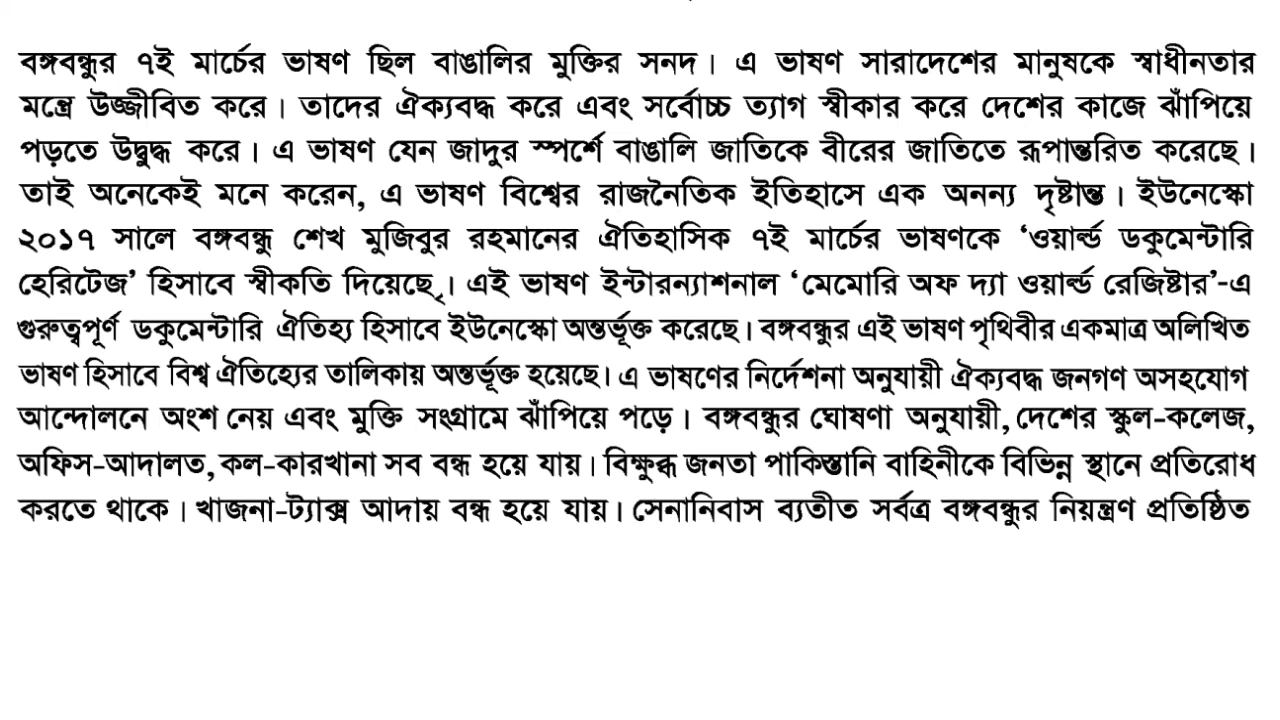 বঙ্গবন্ধুর ৭ই মার্চের ভাষণ ছিল বাঙালির মুক্তির সনদ। এ ভাষণ সারাদেশের মানুষকে স্বাধীনতার
মন্ত্রে উজ্জীবিত করে। তাদের ঐক্যবদ্ধ করে এবং সর্বোচ্চ ত্যাগ স্বীকার করে দেশের কাজে ঝাঁপিয়ে
পড়তে উদ্বুদ্ধ করে। এ ভাষণ যেন জাদুর স্পর্শে বাঙালি জাতিকে বীরের জাতিতে রূপান্তরিত করেছে।
তাই অনেকেই মনে করেন, এ ভাষণ বিশ্বের রাজনৈতিক ইতিহাসে এক অনন্য দৃষ্টান্ত। ইউনেস্কো
২০১৭ সালে বঙ্গবন্ধু শেখ মুজিবুর রহমানের ঐতিহাসিক ৭ই মার্চের ভাষণকে ‘ওয়ার্ল্ড ডকুমেন্টারি
হেরিটেজ’ হিসাবে স্বীকতি দিয়েছে ৃ। এই ভাষণ ইন্টারন্যাশনাল ‘মেমোরি অফ দ্যা ওয়ার্ল্ড রেজিষ্টার’-এ
গুরুত্বপূর্ণ ডকুমেন্টারি ঐতিহ্য হিসাবে ইউনেস্কো অন্তর্ভূক্ত করেছে। বঙ্গবন্ধুর এই ভাষণ পৃথিবীর একমাত্র অলিখিত
ভাষণ হিসাবে বিশ্ব ঐতিহ্যের তালিকায় অন্তর্ভূক্ত হয়েছে। এ ভাষণের নির্দেশনা অনুযায়ী ঐক্যবদ্ধ জনগণ অসহযোগ
আন্দোলনে অংশ নেয় এবং মুক্তি সংগ্রামে ঝাঁপিয়ে পড়ে। বঙ্গবন্ধুর ঘোষণা অনুযায়ী, দেশের স্কুল-কলেজ,
অফিস-আদালত, কল-কারখানা সব বন্ধ হয়ে যায়। বিক্ষুব্ধ জনতা পাকিস্তানি বাহিনীকে বিভিন্ন স্থানে প্রতিরোধ
করতে থাকে। খাজনা-ট্যাক্স আদায় বন্ধ হয়ে যায়। সেনানিবাস ব্যতীত সর্বত্র বঙ্গবন্ধুর নিয়ন্ত্রণ প্রতিষ্ঠিত